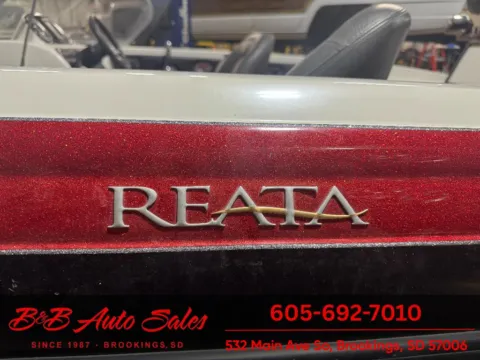 REATA
B&B Auto Sales
SINCE 1987 - BROOKINGS, SD
605-692-7010
532 Main Ave So, Brookings, SD 57006